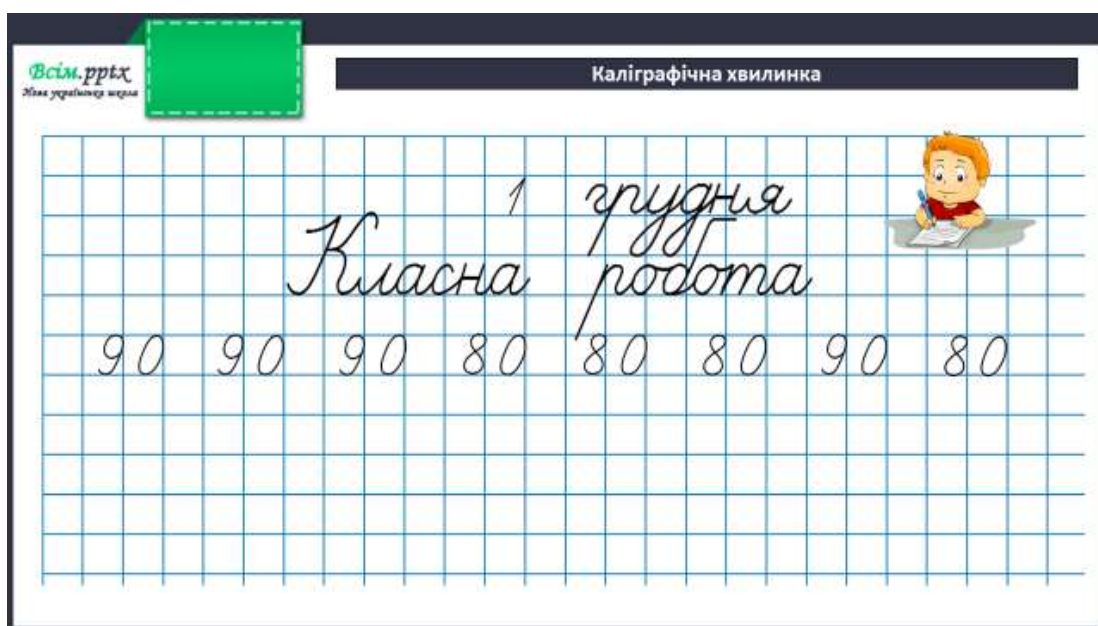 Всім.pptx
Нова українська школа
Каліграфічна хвилинка
1 грудня
Класна робота
90 90 90 80 80 80 90 80